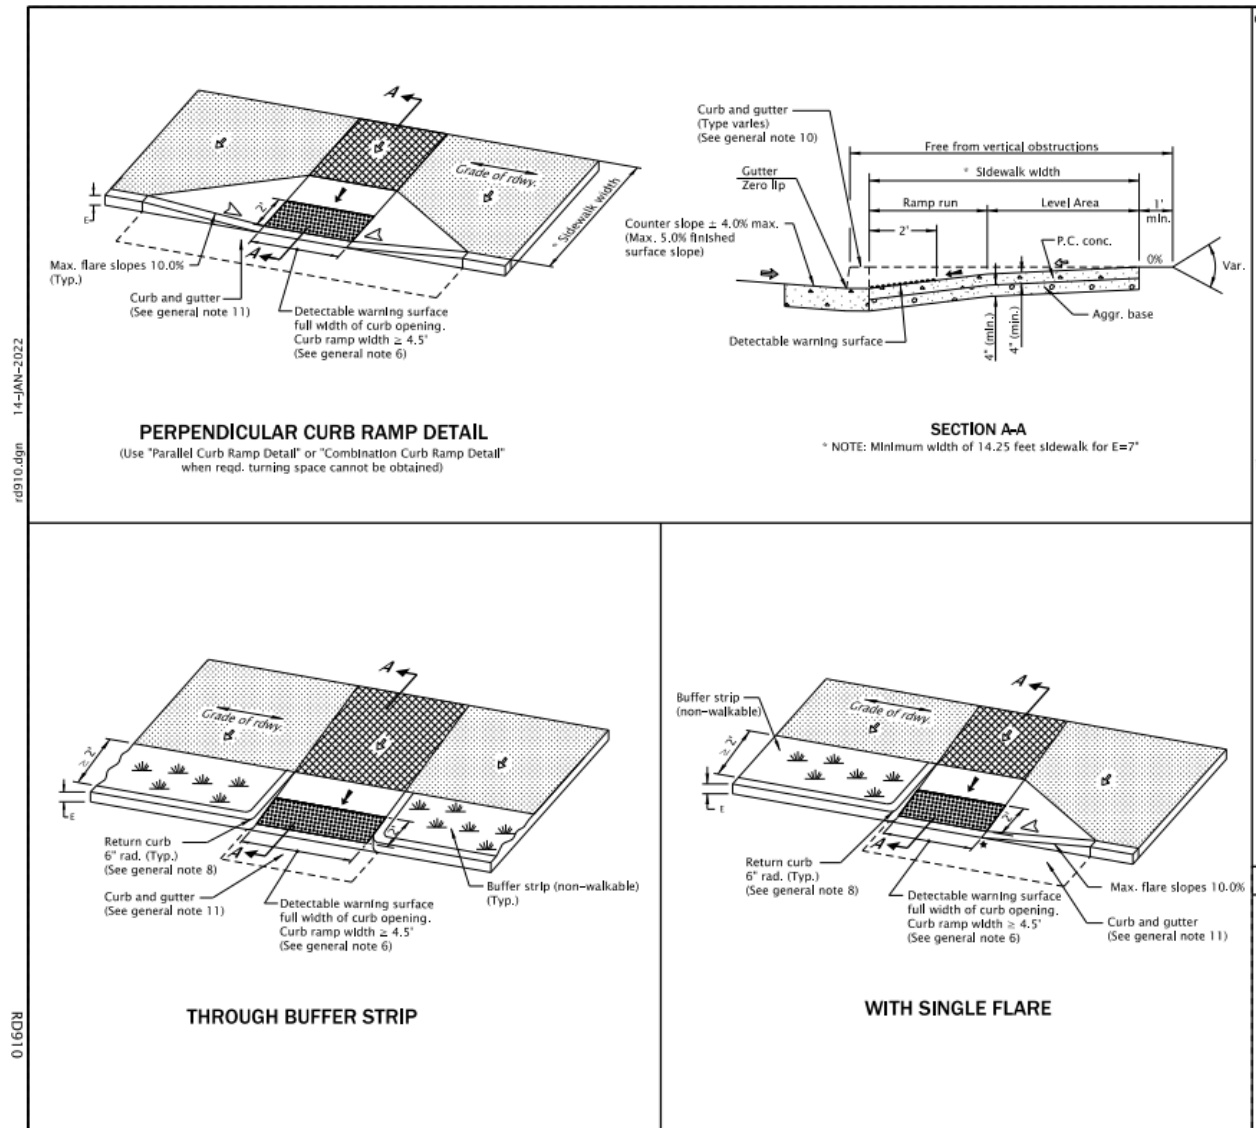 A
Grade of rdwy.
* Sidewalk width
E
2'
A
Max. flare slopes 10.0%
(Typ.)
Curb and gutter
(See general note 11)
Detectable warning surface
full width of curb opening.
Curb ramp width ≥ 4.5'
(See general note 6)
PERPENDICULAR CURB RAMP DETAIL
(Use "Parallel Curb Ramp Detail" or "Combination Curb Ramp Detail"
when reqd. turning space cannot be obtained)
Curb and gutter
(Type varies)
(See general note 10)
Free from vertical obstructions
Gutter
Zero lip
* Sidewalk width
Counter slope ± 4.0% max.
(Max. 5.0% finished
surface slope)
Ramp run
Level Area
1'
min.
2'
P.C. conc.
0%
Var.
Aggr. base
Detectable warning surface
4" (min.)
4" (min.)
SECTION A-A
* NOTE: Minimum width of 14.25 feet sidewalk for E=7"
rd910.dgn 14-JAN-2022
A
Grade of rdwy.
≥ 2'
E
2'
Return curb
6" rad. (Typ.)
(See general note 8)
A
Curb and gutter
(See general note 11)
Detectable warning surface
full width of curb opening.
Curb ramp width ≥ 4.5'
(See general note 6)
Buffer strip (non-walkable)
(Typ.)
THROUGH BUFFER STRIP
A
Buffer strip
(non-walkable)
Grade of rdwy.
≥ 2'
E
2'
Return curb
6" rad. (Typ.)
(See general note 8)
A
*
Detectable warning surface
full width of curb opening.
Curb ramp width ≥ 4.5'
(See general note 6)
Max. flare slopes 10.0%
Curb and gutter
(See general note 11)
WITH SINGLE FLARE
RD910